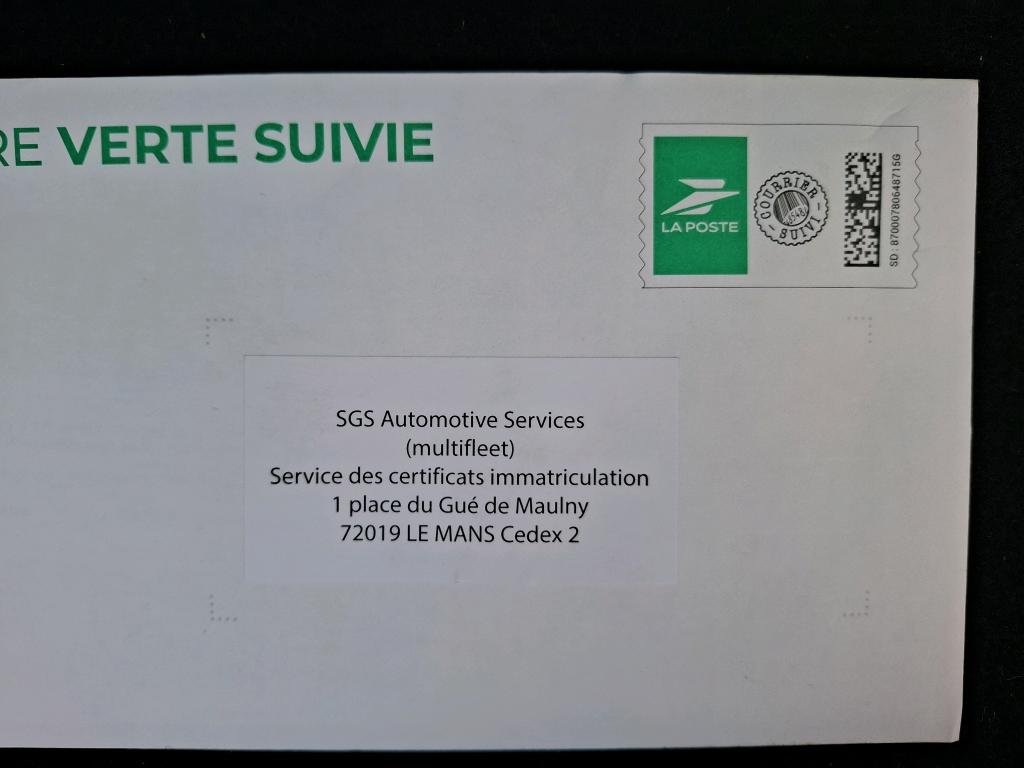 RE VERTE SUIVIE
LA POSTE
COURRIER
SUIVI
SD : 87000780648715G
SGS Automotive Services
(multifleet)
Service des certificats immatriculation
1 place du Gué de Maulny
72019 LE MANS Cedex 2